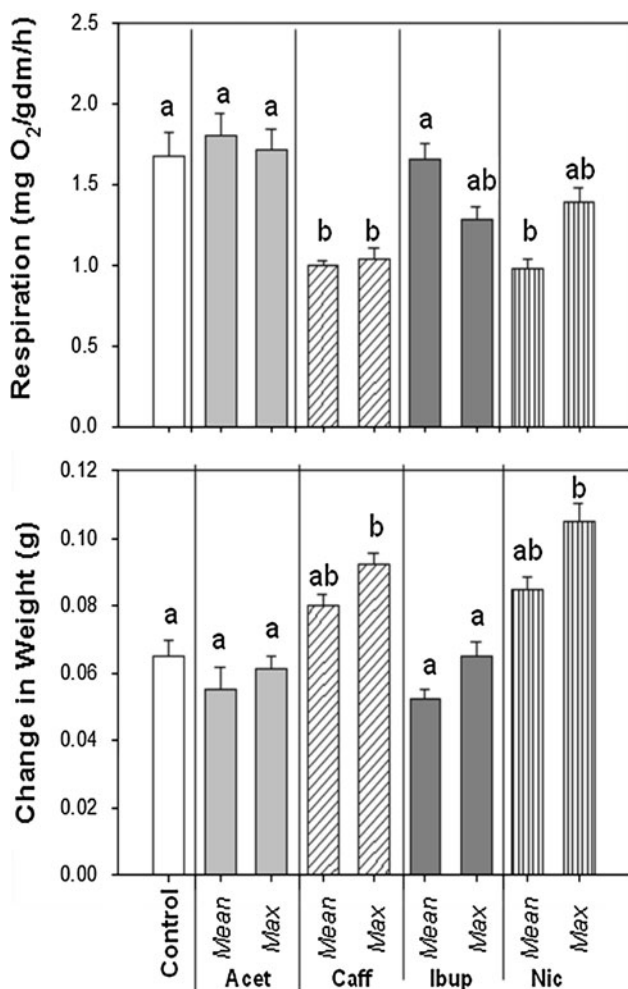 2.5
2.0
1.5
1.0
0.5
0.0
Respiration (mg O₂/gdm/h)
a
a
a
b
b
a
ab
b
ab
0.12
0.10
0.08
0.06
0.04
0.02
0.00
Change in Weight (g)
a
a
a
ab
b
a
a
ab
b
Control
Mean
Max
Mean
Max
Mean
Max
Mean
Max
Acet
Caff
Ibup
Nic